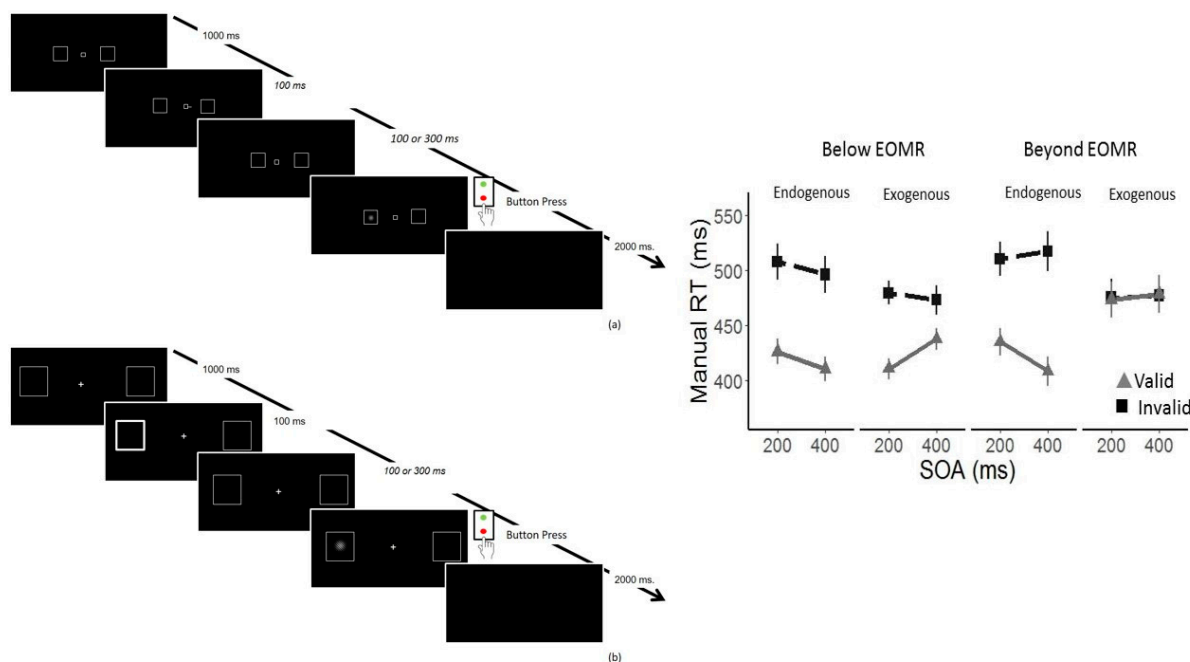 1000 ms
100 ms
100 or 300 ms
Button Press
2000 ms.
(a)
1000 ms
100 ms
100 or 300 ms
Button Press
2000 ms.
(b)
Below EOMR Beyond EOMR
Endogenous Exogenous Endogenous Exogenous
Manual RT (ms)
550
500
450
400
Valid
Invalid
200 400 200 400 200 400 200 400
SOA (ms)